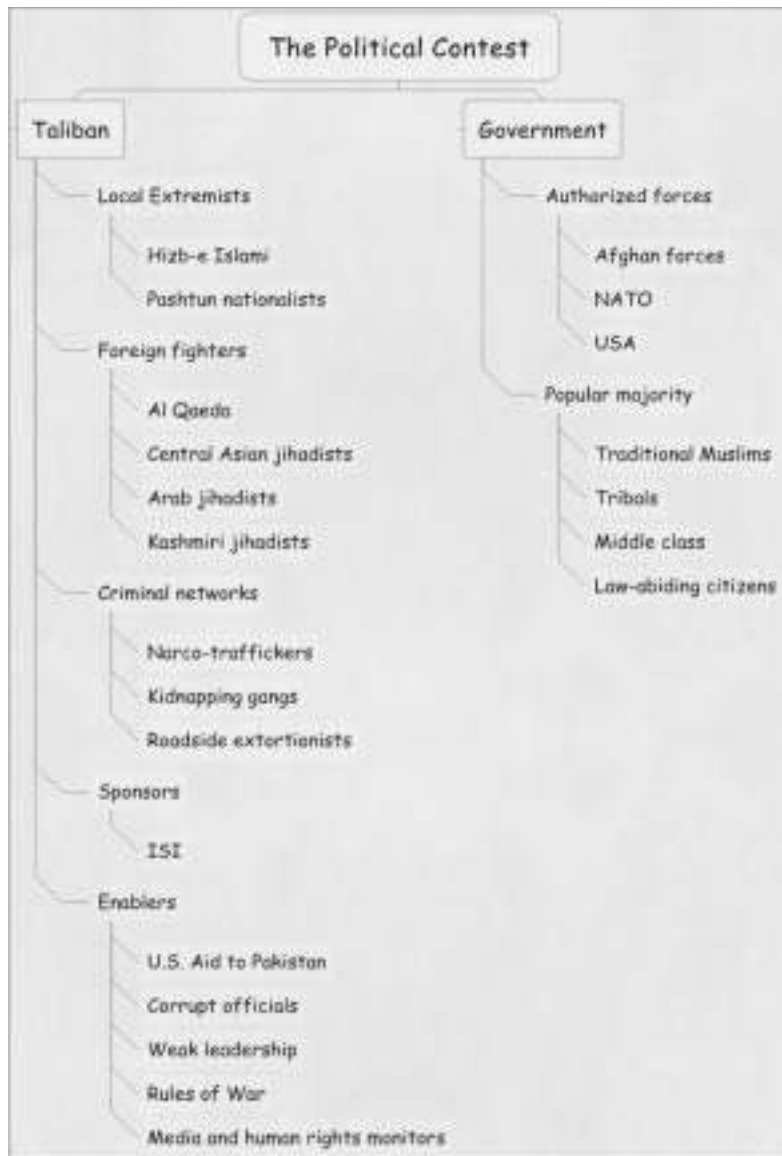 The Political Contest
Taliban
Local Extremists
Hizb-e Islami
Pashtun nationalists
Foreign fighters
Al Qaeda
Central Asian jihadists
Arab jihadists
Kashmiri jihadists
Criminal networks
Narco-traffickers
Kidnapping gangs
Roadside extortionists
Sponsors
ISI
Enablers
U.S. Aid to Pakistan
Corrupt officials
Weak leadership
Rules of War
Media and human rights monitors
Government
Authorized forces
Afghan forces
NATO
USA
Popular majority
Traditional Muslims
Tribals
Middle class
Law-abiding citizens